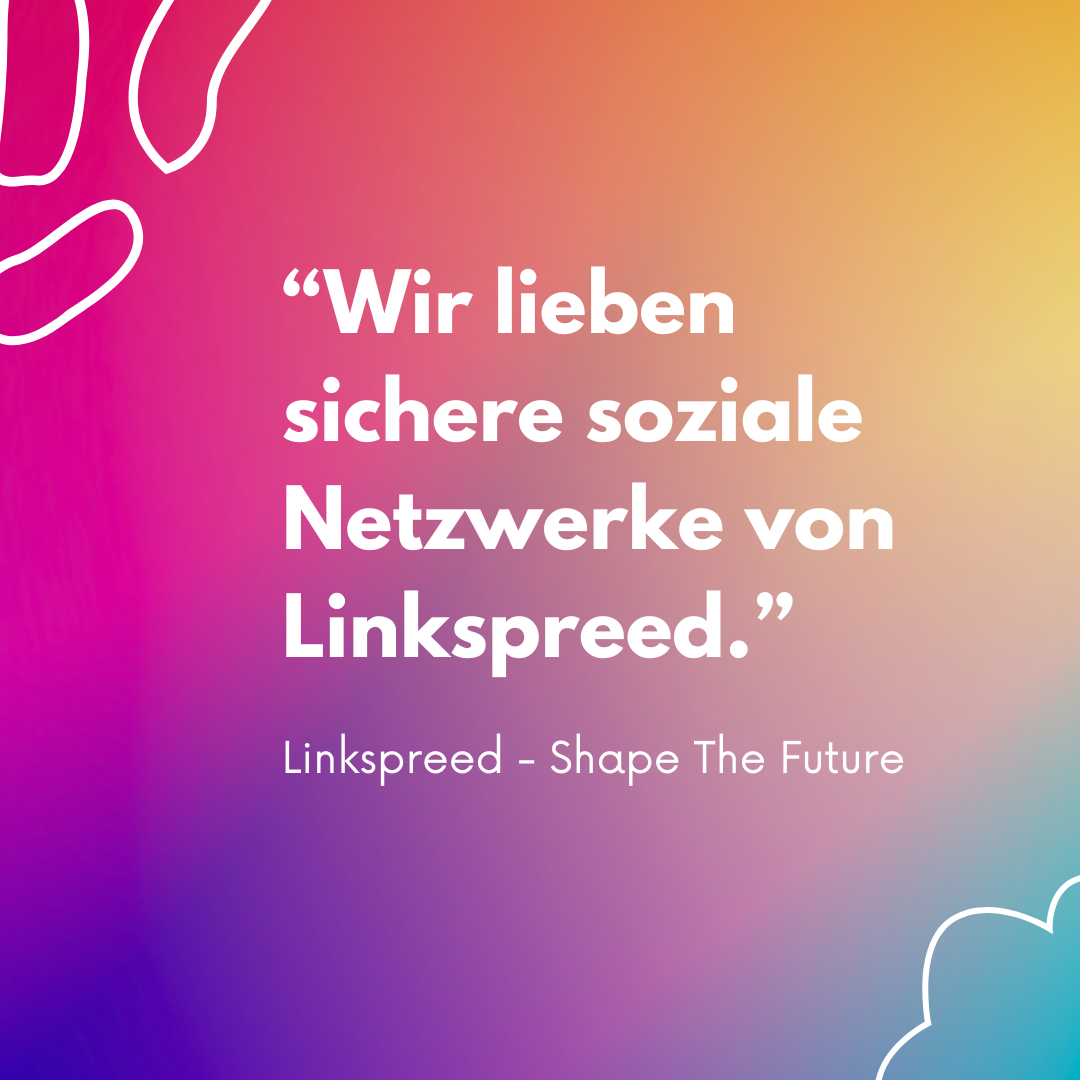 “Wir lieben
sichere soziale
Netzwerke von
Linkspreed.”
Linkspreed - Shape The Future